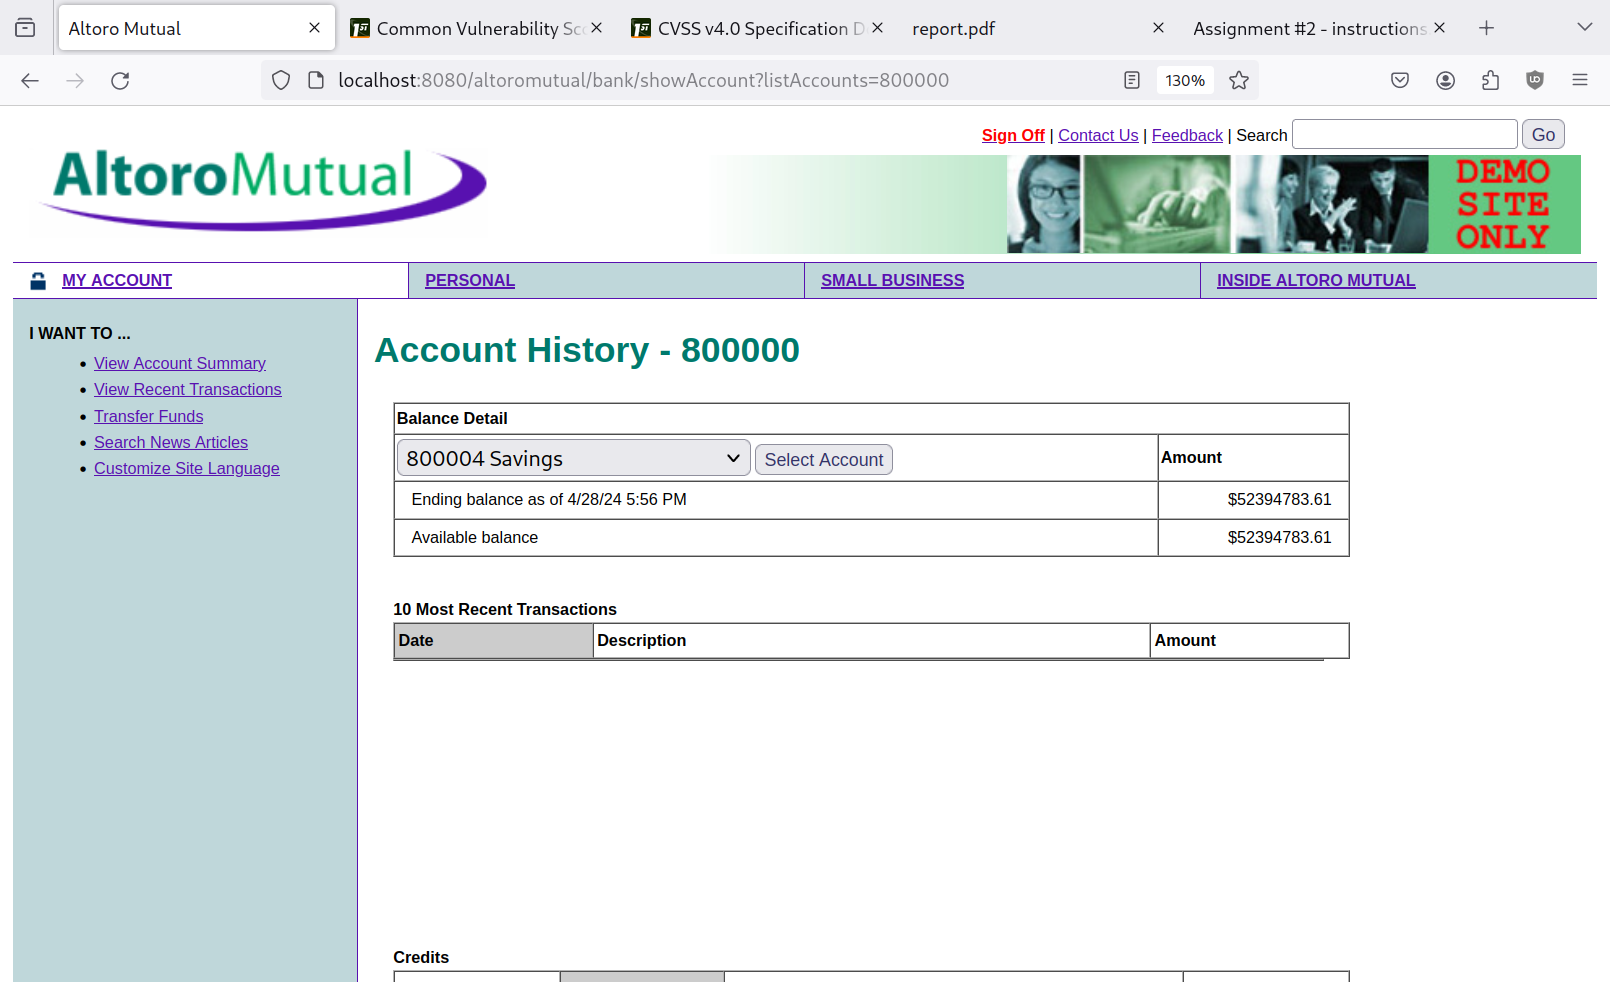 Altoro Mutual
Common Vulnerability Sc
CVSS v4.0 Specification D
report.pdf
Assignment #2 - instructions
localhost:8080/altoromutual/bank/showAccount?listAccounts=800000
130%
Sign Off | Contact Us | Feedback | Search
Go
AltoroMutual
DEMO
SITE
ONLY
MY ACCOUNT
PERSONAL
SMALL BUSINESS
INSIDE ALTORO MUTUAL
I WANT TO ...
View Account Summary
View Recent Transactions
Transfer Funds
Search News Articles
Customize Site Language
Account History - 800000
Balance Detail
800004 Savings
Select Account
Amount
Ending balance as of 4/28/24 5:56 PM
$52394783.61
Available balance
$52394783.61
10 Most Recent Transactions
Date
Description
Amount
Credits